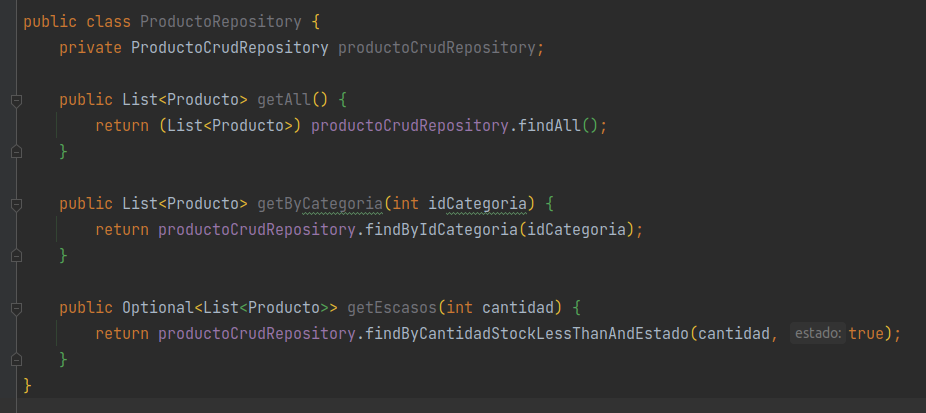 public class ProductoRepository {
private ProductoCrudRepository productoCrudRepository;
public List<Producto> getAll() {
return (List<Producto>) productoCrudRepository.findAll();
}
public List<Producto> getByCategoria(int idCategoria) {
return productoCrudRepository.findByIdCategoria(idCategoria);
}
public Optional<List<Producto>> getEscasos(int cantidad) {
return productoCrudRepository.findByCantidadStockLessThanAndEstado(cantidad, estado: true);
}
}